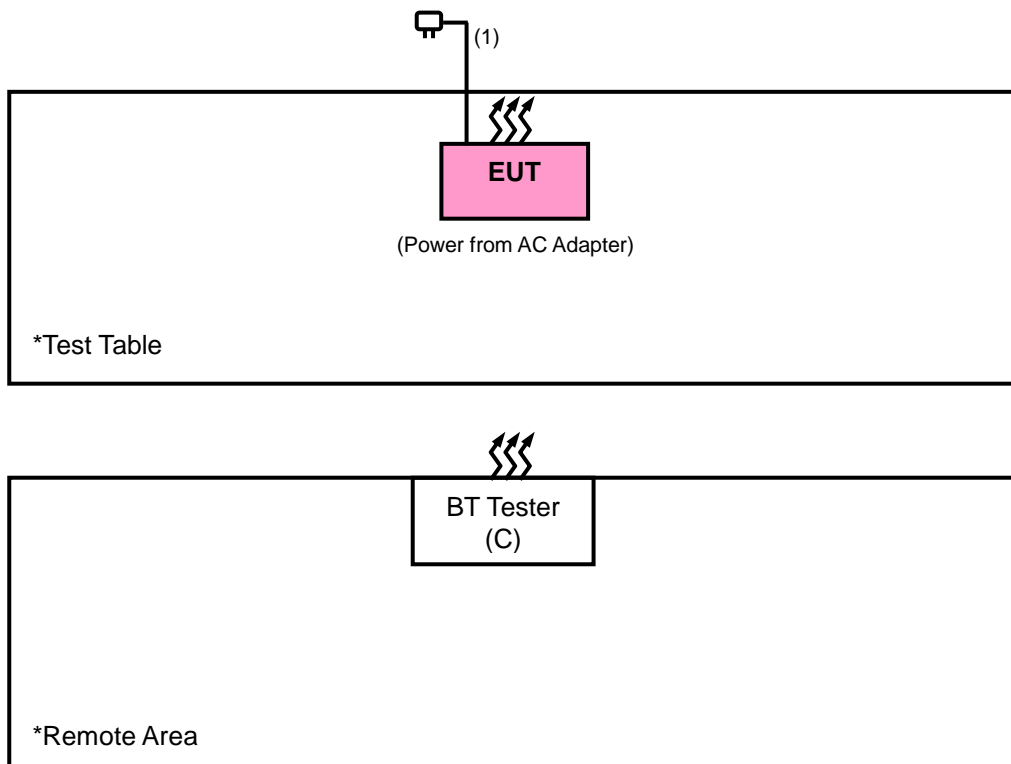 (1)
EUT
(Power from AC Adapter)
*Test Table
BT Tester
(C)
*Remote Area